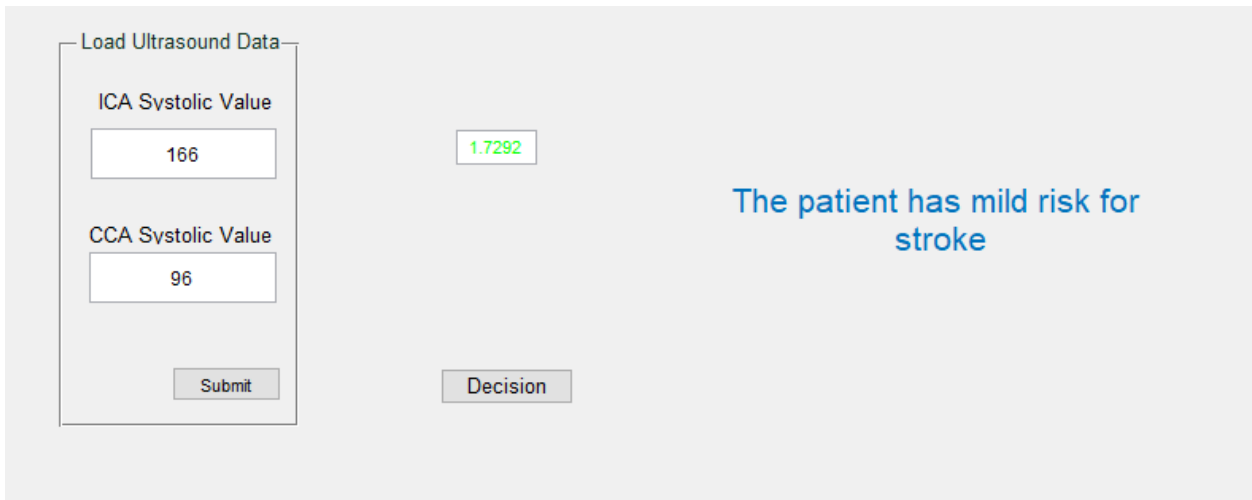 Load Ultrasound Data
ICA Systolic Value
166
1.7292
The patient has mild risk for
stroke
CCA Systolic Value
96
Submit
Decision